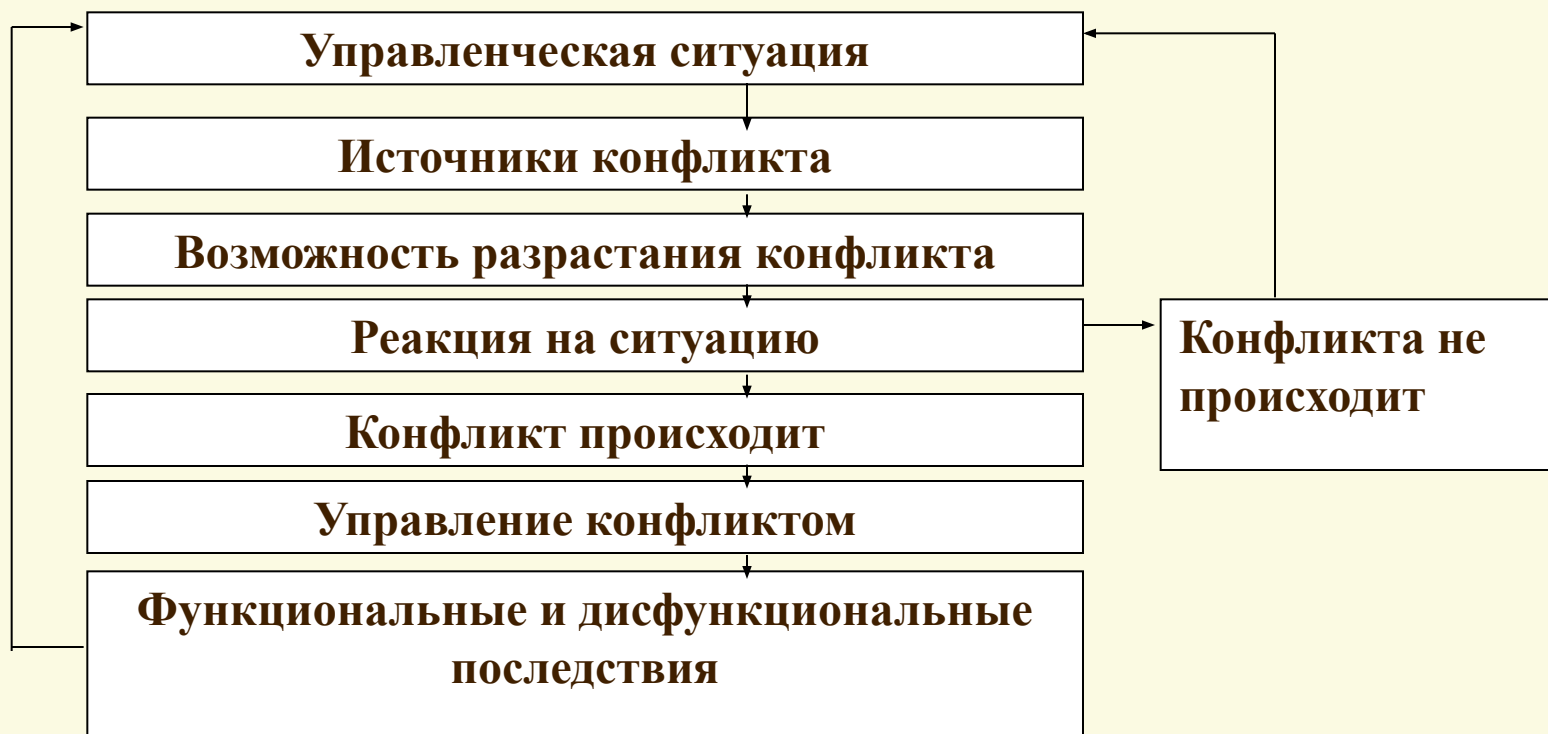 Управленческая ситуация
Источники конфликта
Возможность разрастания конфликта
Реакция на ситуацию
Конфликта не
происходит
Конфликт происходит
Управление конфликтом
Функциональные и дисфункциональные
последствия